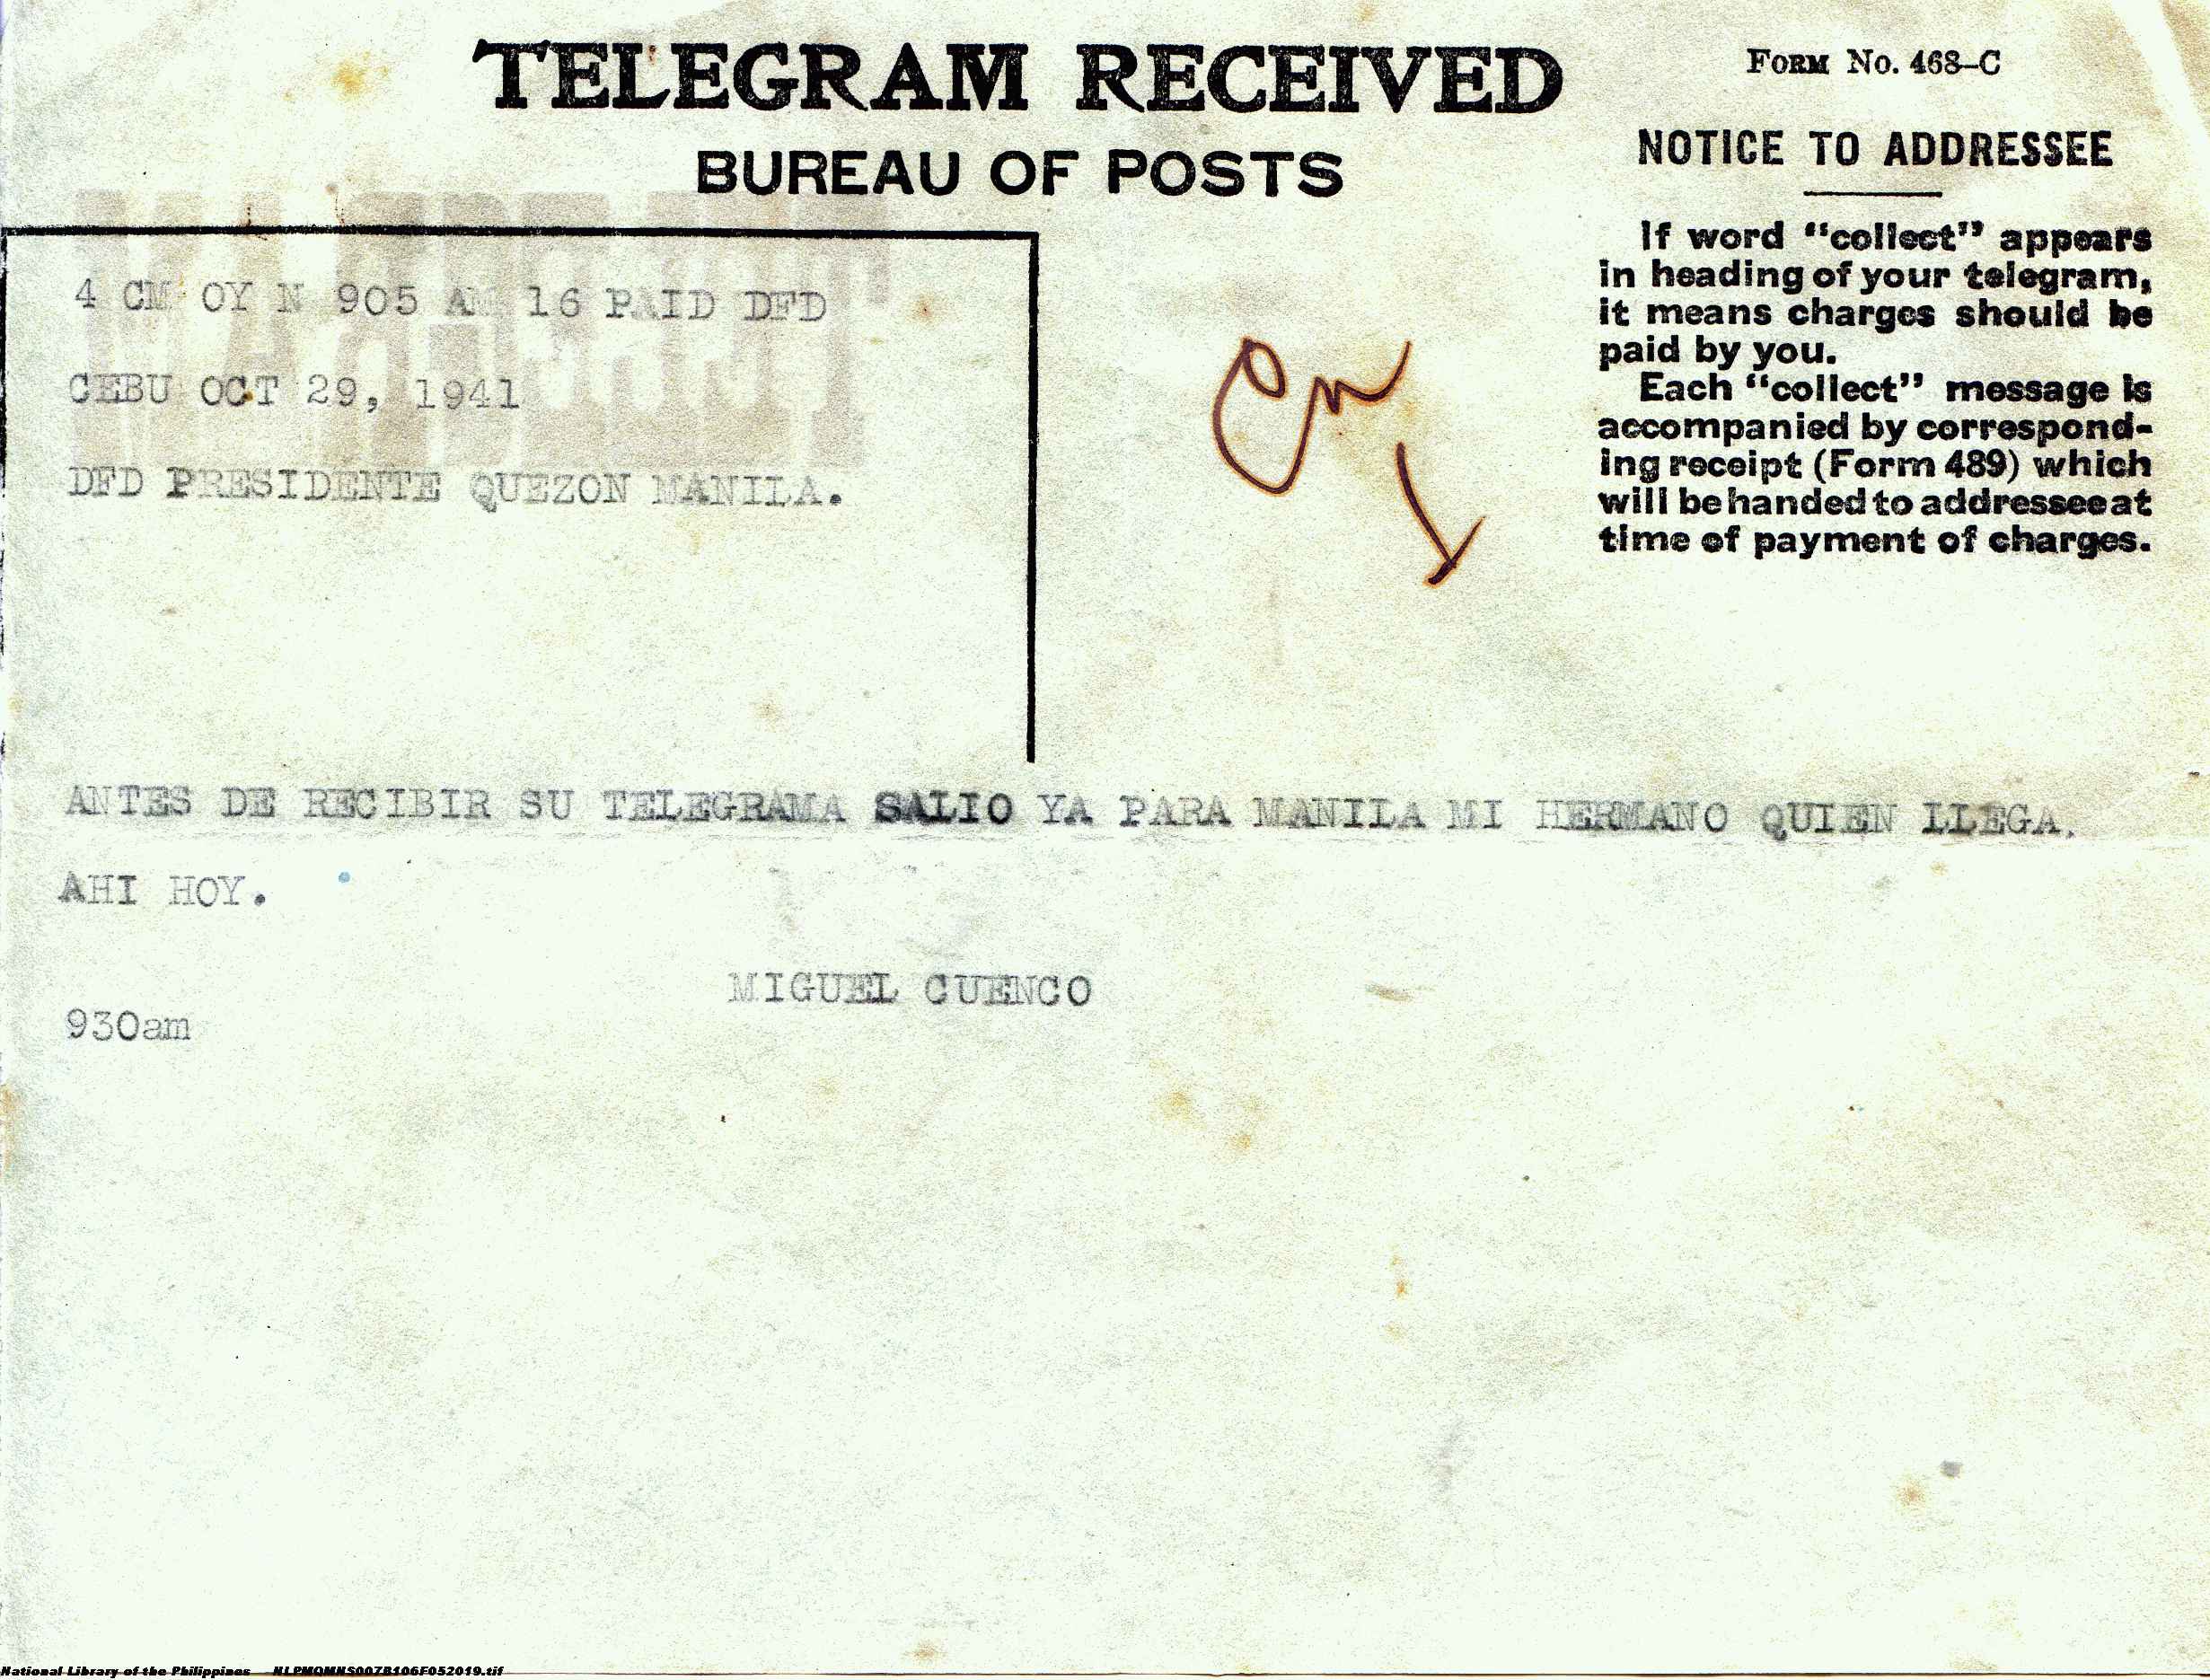 TELEGRAM RECEIVED
BUREAU OF POSTS
FORM No. 468-C
NOTICE TO ADDRESSEE
If word "collect" appears
in heading of your telegram,
it means charges should be
paid by you.
Each "collect" message is
accompanied by correspond-
ing receipt (Form 489) which
will be handed to addressee at
time of payment of charges.
4 CM OY N 905 AM 16 PAID DFD
CEBU OCT 29, 1941
DFD PRESIDENTE QUEZON MANILA.
ANTES DE RECIBIR SU TELEGRAMA SALIO YA PARA MANILA MI HERMANO QUIEN LLEGA.
AHI HOY.
MIGUEL CUENCO
930am
National Library of the Philippines NLPMQMNS007B106F052019.tif